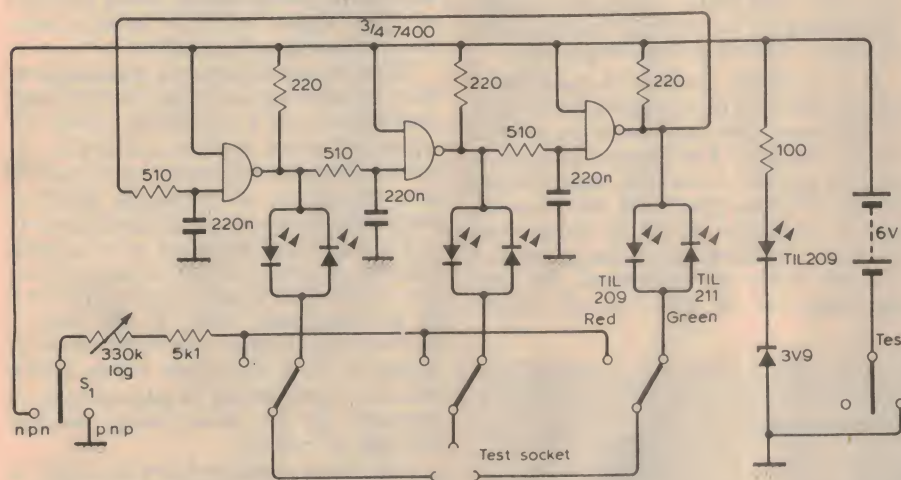 3/4 7400
220
220
220
510
510
510
100
220n
220n
220n
6V
TIL209
TIL
209
TIL
211
Red
Green
330k
log
5k1
3V9
S1
npn
pnp
Test socket